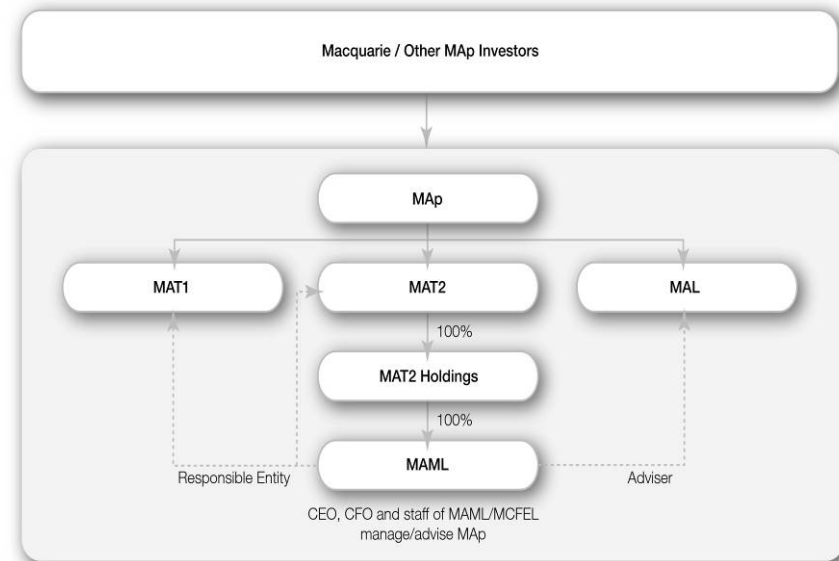 Macquarie / Other MAp Investors
MAp
MAT1
MAT2
MAL
100%
MAT2 Holdings
100%
MAML
Responsible Entity
Adviser
CEO, CFO and staff of MAML/MCFEL
manage/advise MAp